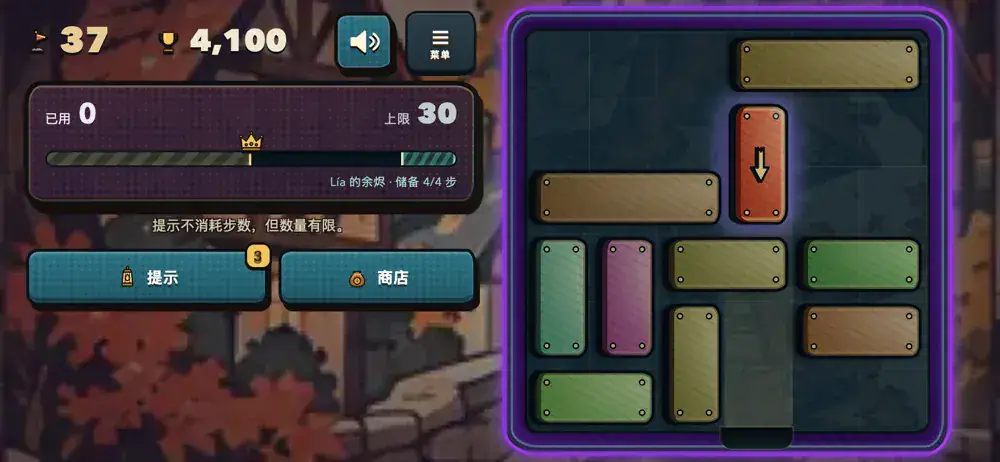 37
4,100
菜单
已用 0
上限 30
Lía 的余烬 · 储备 4/4 步
提示不消耗步数，但数量有限。
提示
3
商店